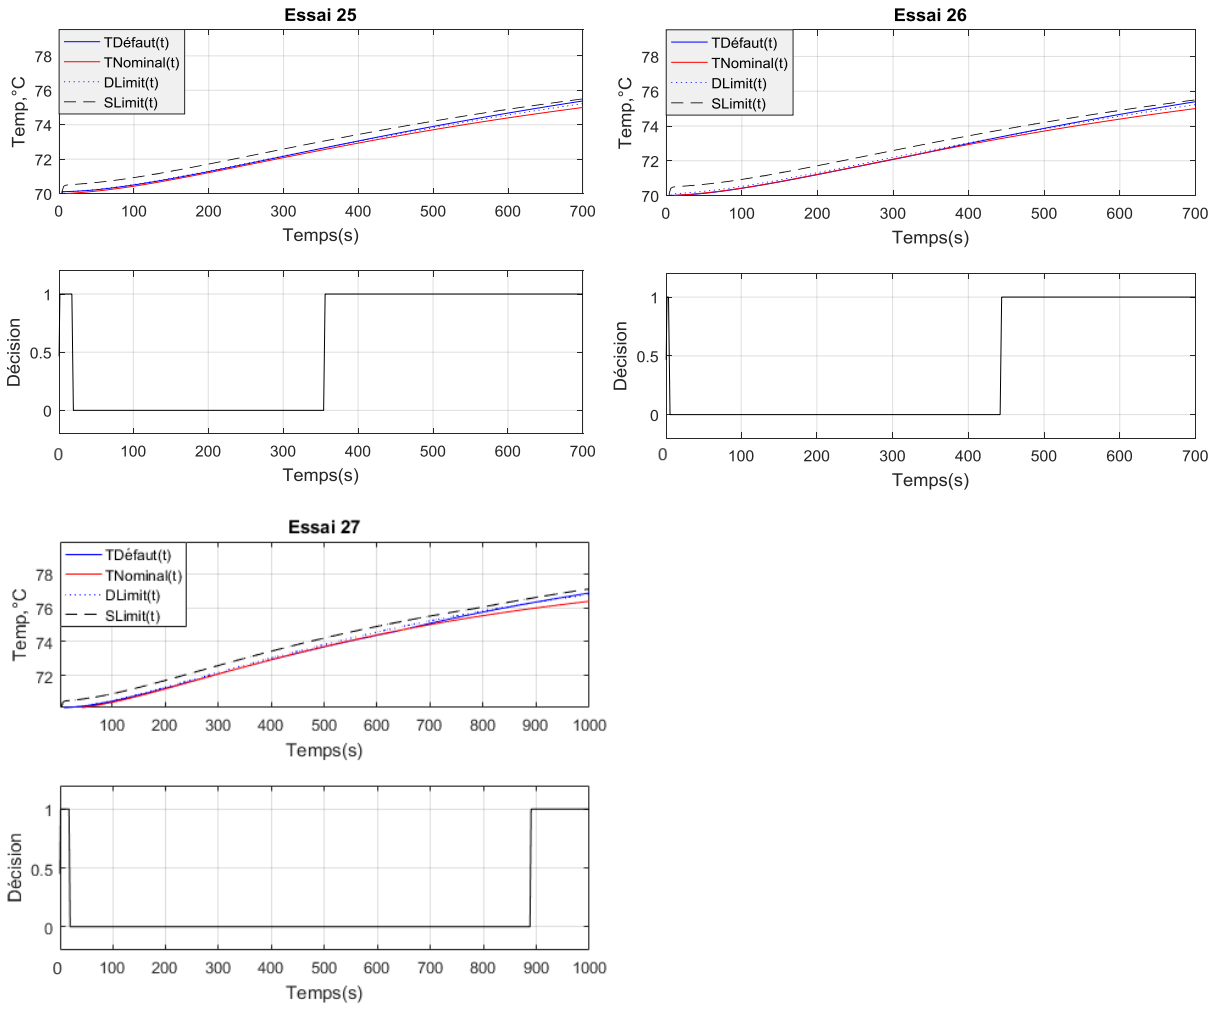 Essai 25
TDéfaut(t)
TNominal(t)
DLimit(t)
SLimit(t)
Temp,°C
78
76
74
72
70
0 100 200 300 400 500 600 700
Temps(s)
Décision
1
0.5
0
0 100 200 300 400 500 600 700
Temps(s)
Essai 26
TDéfaut(t)
TNominal(t)
DLimit(t)
SLimit(t)
Temp,°C
78
76
74
72
70
0 100 200 300 400 500 600 700
Temps(s)
Décision
1
0.5
0
0 100 200 300 400 500 600 700
Temps(s)
Essai 27
TDéfaut(t)
TNominal(t)
DLimit(t)
SLimit(t)
Temp,°C
78
76
74
72
100 200 300 400 500 600 700 800 900 1000
Temps(s)
Décision
1
0.5
0
0 100 200 300 400 500 600 700 800 900 1000
Temps(s)